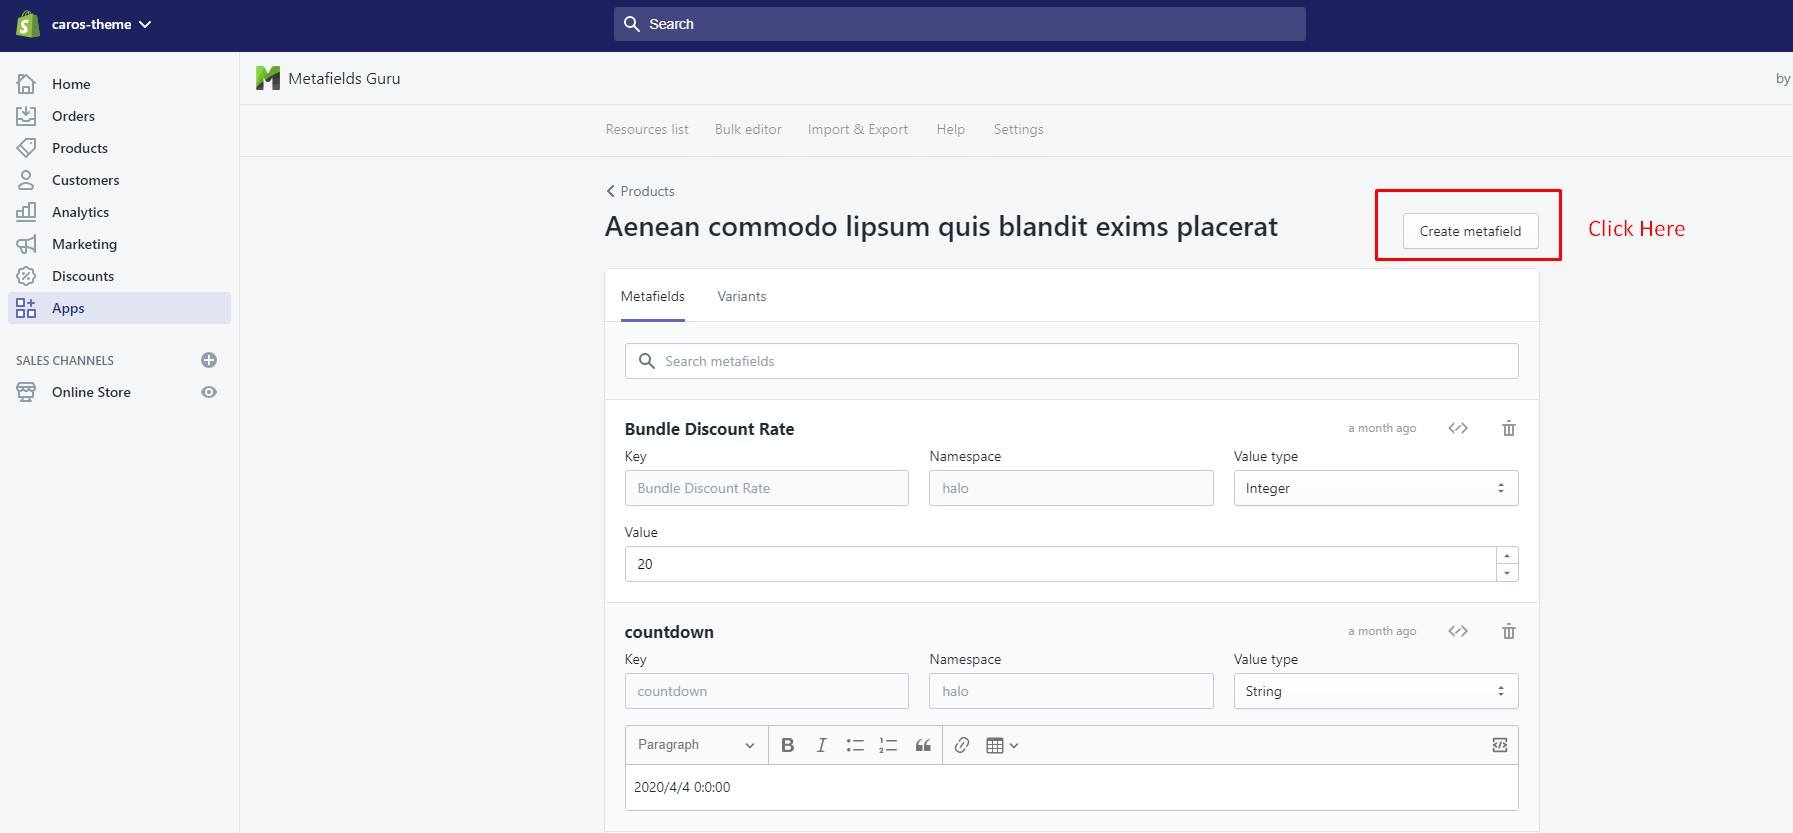 caros-theme
Search
Home
Orders
Products
Customers
Analytics
Marketing
Discounts
Apps
SALES CHANNELS
Online Store
Metafields Guru
by
Resources list Bulk editor Import & Export Help Settings
Products
Aenean commodo lipsum quis blandit exims placerat
Create metafield
Click Here
Metafields Variants
Search metafields
Bundle Discount Rate a month ago
Key Namespace Value type
Bundle Discount Rate halo Integer
Value
20
countdown a month ago
Key Namespace Value type
countdown halo String
Paragraph B I
2020/4/4 0:0:00